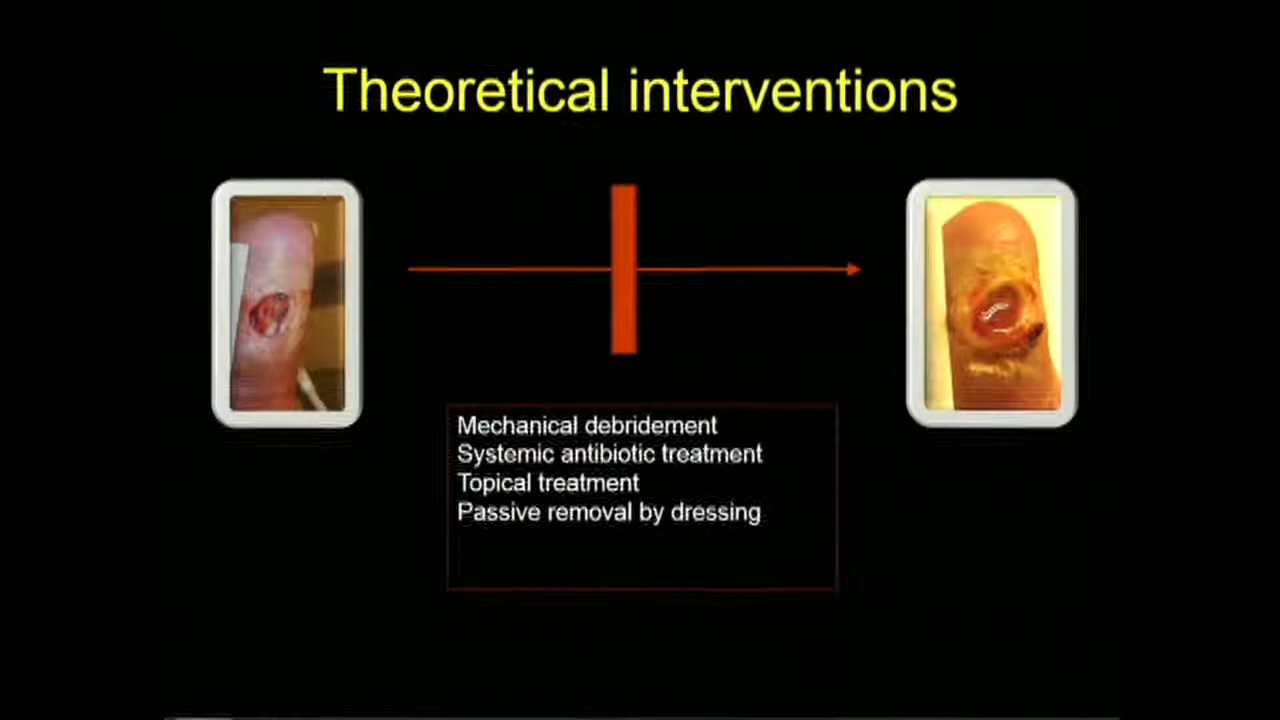 Theoretical interventions
Mechanical debridement
Systemic antibiotic treatment
Topical treatment
Passive removal by dressing